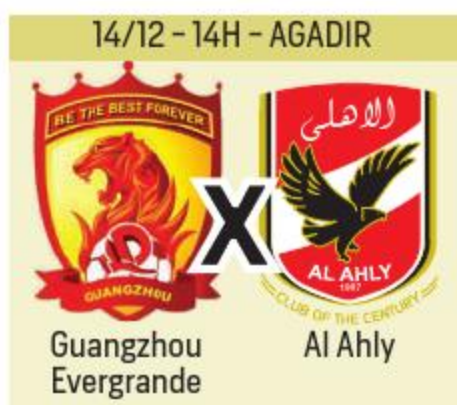 14/12 - 14H - AGADIR
BE THE BEST FOREVER
GUANGZHOU
الاهلى
X
AL AHLY
1907
CLUB OF THE CENTURY
Guangzhou
Evergrande
Al Ahly